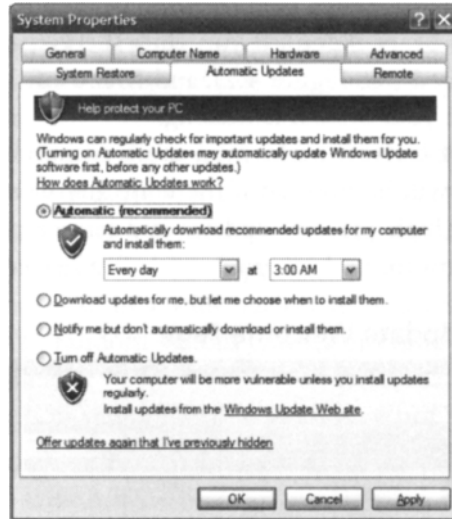 System Properties
General Computer Name Hardware Advanced
System Restore Automatic Updates Remote
Help protect your PC
Windows can regularly check for important updates and install them for you.
(Turning on Automatic Updates may automatically update Windows Update
software first, before any other updates.)
How does Automatic Updates work?
Automatic (recommended)
Automatically download recommended updates for my computer
and install them:
Every day at 3:00 AM
Download updates for me, but let me choose when to install them.
Notify me but don't automatically download or install them.
Turn off Automatic Updates.
Your computer will be more vulnerable unless you install updates
regularly.
Install updates from the Windows Update Web site.
Offer updates again that I've previously hidden
OK Cancel Apply